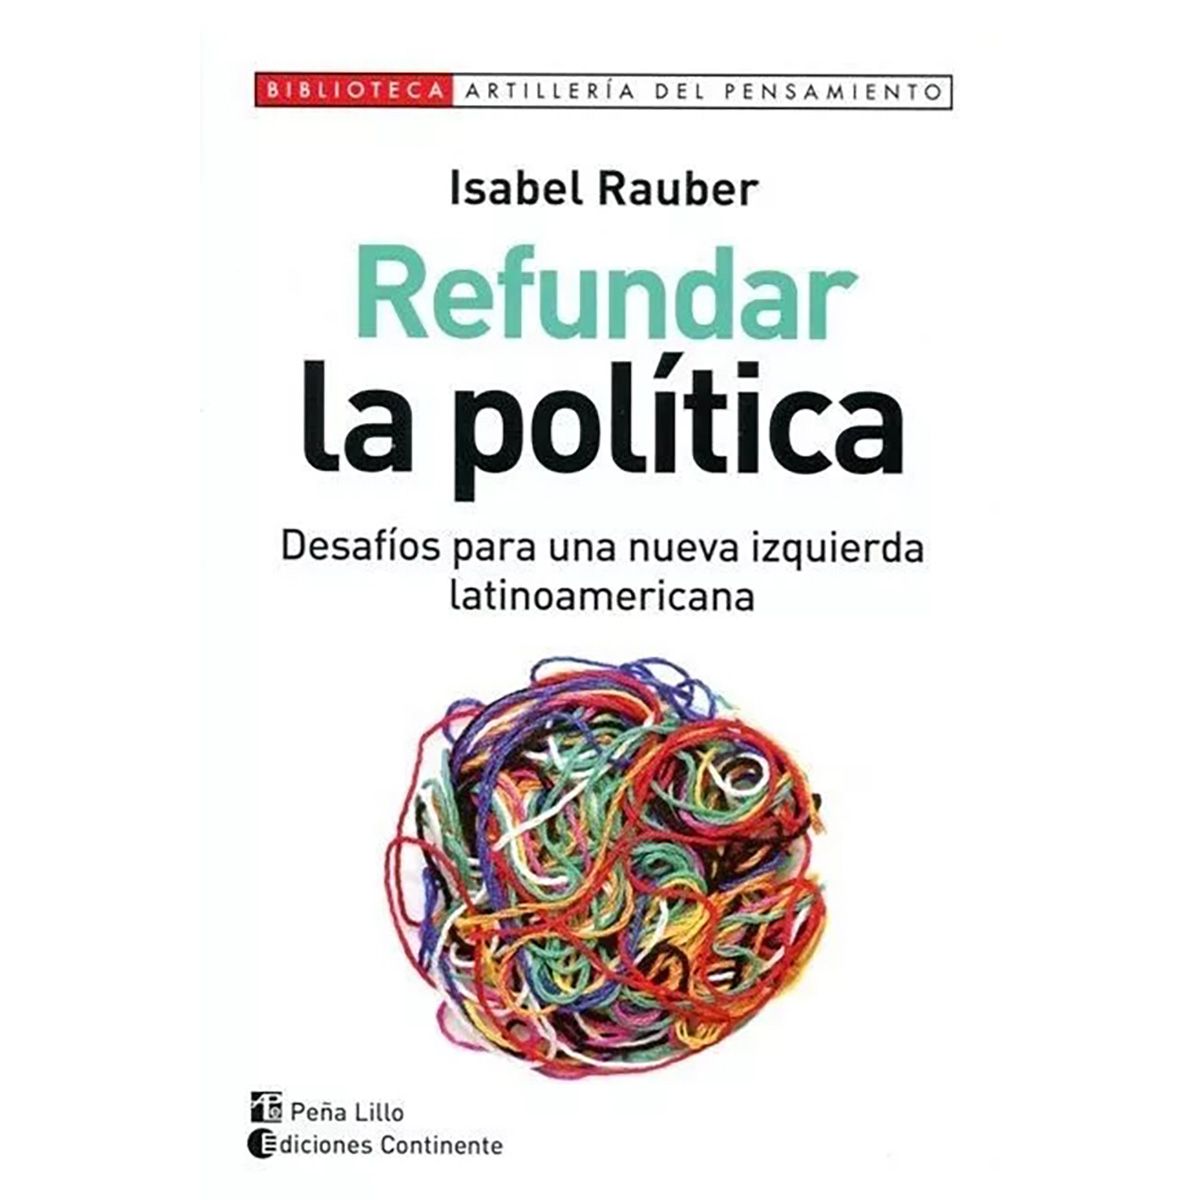 BIBLIOTECA ARTILLERÍA DEL PENSAMIENTO
Isabel Rauber
Refundar
la política
Desafíos para una nueva izquierda
latinoamericana
Peña Lillo
Ediciones Continente